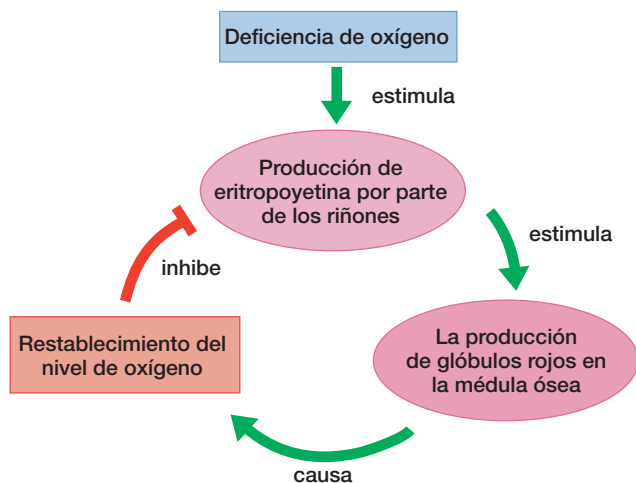 Deficiencia de oxígeno
estimula
Producción de
eritropoyetina por parte
de los riñones
estimula
inhibe
Restablecimiento del
nivel de oxígeno
La producción
de glóbulos rojos en
la médula ósea
causa